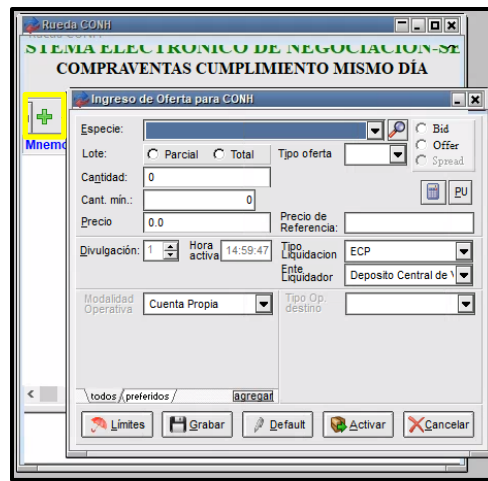 Rueda CONH
STEMA ELECTRONICO DE NEGOCIACION-SE
COMPRAVENTAS CUMPLIMIENTO MISMO DÍA
Mnemo
Ingreso de Oferta para CONH
Especie:
Bid
Offer
Spread
Lote:
Parcial Total Tipo oferta
Cantidad: 0
Cant. mín.: 0
PU
Precio 0.0 Precio de
Referencia:
Divulgación: 1 Hora
activa 14:59:47 Tipo
Liquidacion ECP
Ente
Liquidador Deposito Central de V
Modalidad
Operativa Cuenta Propia Tipo Op.
destino
todos preferidos agregar
Límites Grabar Default Activar Cancelar